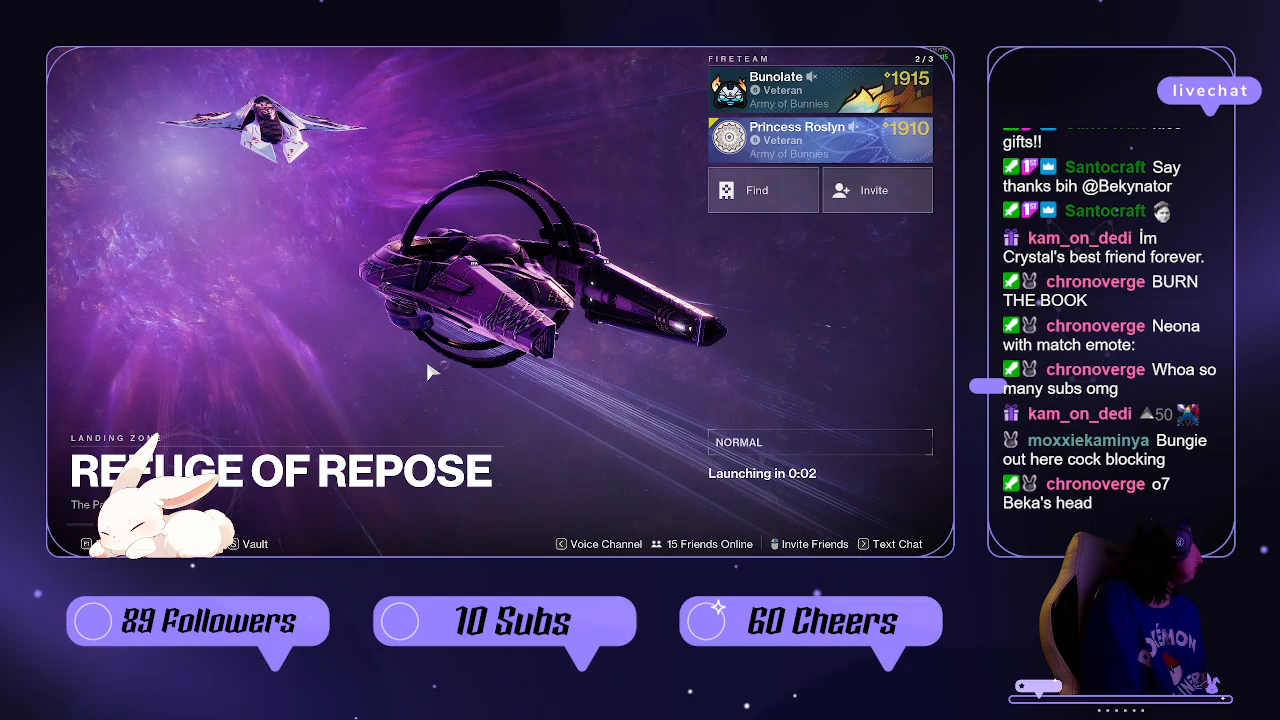 FIRETEAM 2 / 3
Bunolate 1915
Veteran
Army of Bunnies
Princess Roslyn 1910
Veteran
Army of Bunnies
Find
Invite
LANDING ZONE
REFUGE OF REPOSE
The Pa
NORMAL
Launching in 0:02
Vault
Voice Channel
15 Friends Online
Invite Friends
Text Chat
livechat
gifts!!
Santocraft Say
thanks bih @Bekynator
Santocraft
kam_on_dedi İm
Crystal's best friend forever.
chronoverge BURN
THE BOOK
chronoverge Neona
with match emote:
chronoverge Whoa so
many subs omg
kam_on_dedi 50
moxxiekaminya Bungie
out here cock blocking
chronoverge o7
Beka's head
89 Followers
10 Subs
60 Cheers
POKÉMON